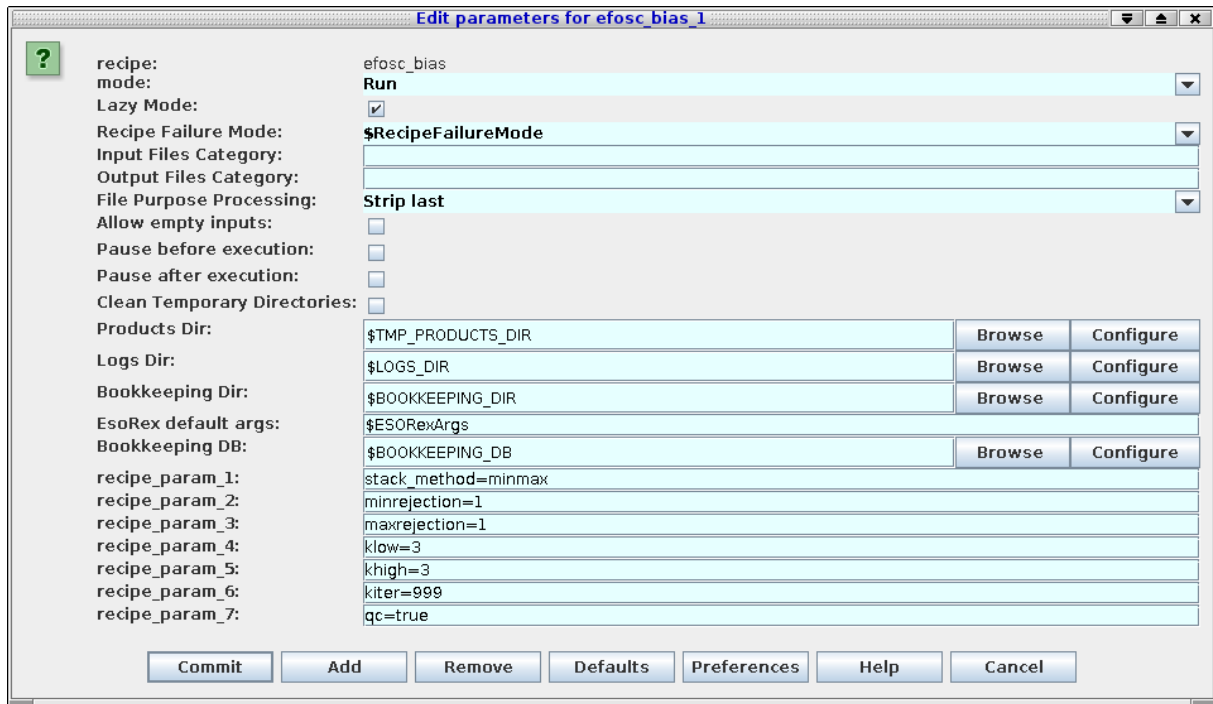 Edit parameters for efosc_bias_1
?
recipe: efosc_bias
mode: Run
Lazy Mode:
Recipe Failure Mode: $RecipeFailureMode
Input Files Category:
Output Files Category:
File Purpose Processing: Strip last
Allow empty inputs:
Pause before execution:
Pause after execution:
Clean Temporary Directories:
Products Dir: $TMP_PRODUCTS_DIR Browse Configure
Logs Dir: $LOGS_DIR Browse Configure
Bookkeeping Dir: $BOOKKEEPING_DIR Browse Configure
EsoRex default args: $ESORexArgs
Bookkeeping DB: $BOOKKEEPING_DB Browse Configure
recipe_param_1: stack_method=minmax
recipe_param_2: minrejection=1
recipe_param_3: maxrejection=1
recipe_param_4: klow=3
recipe_param_5: khigh=3
recipe_param_6: kiter=999
recipe_param_7: qc=true
Commit Add Remove Defaults Preferences Help Cancel